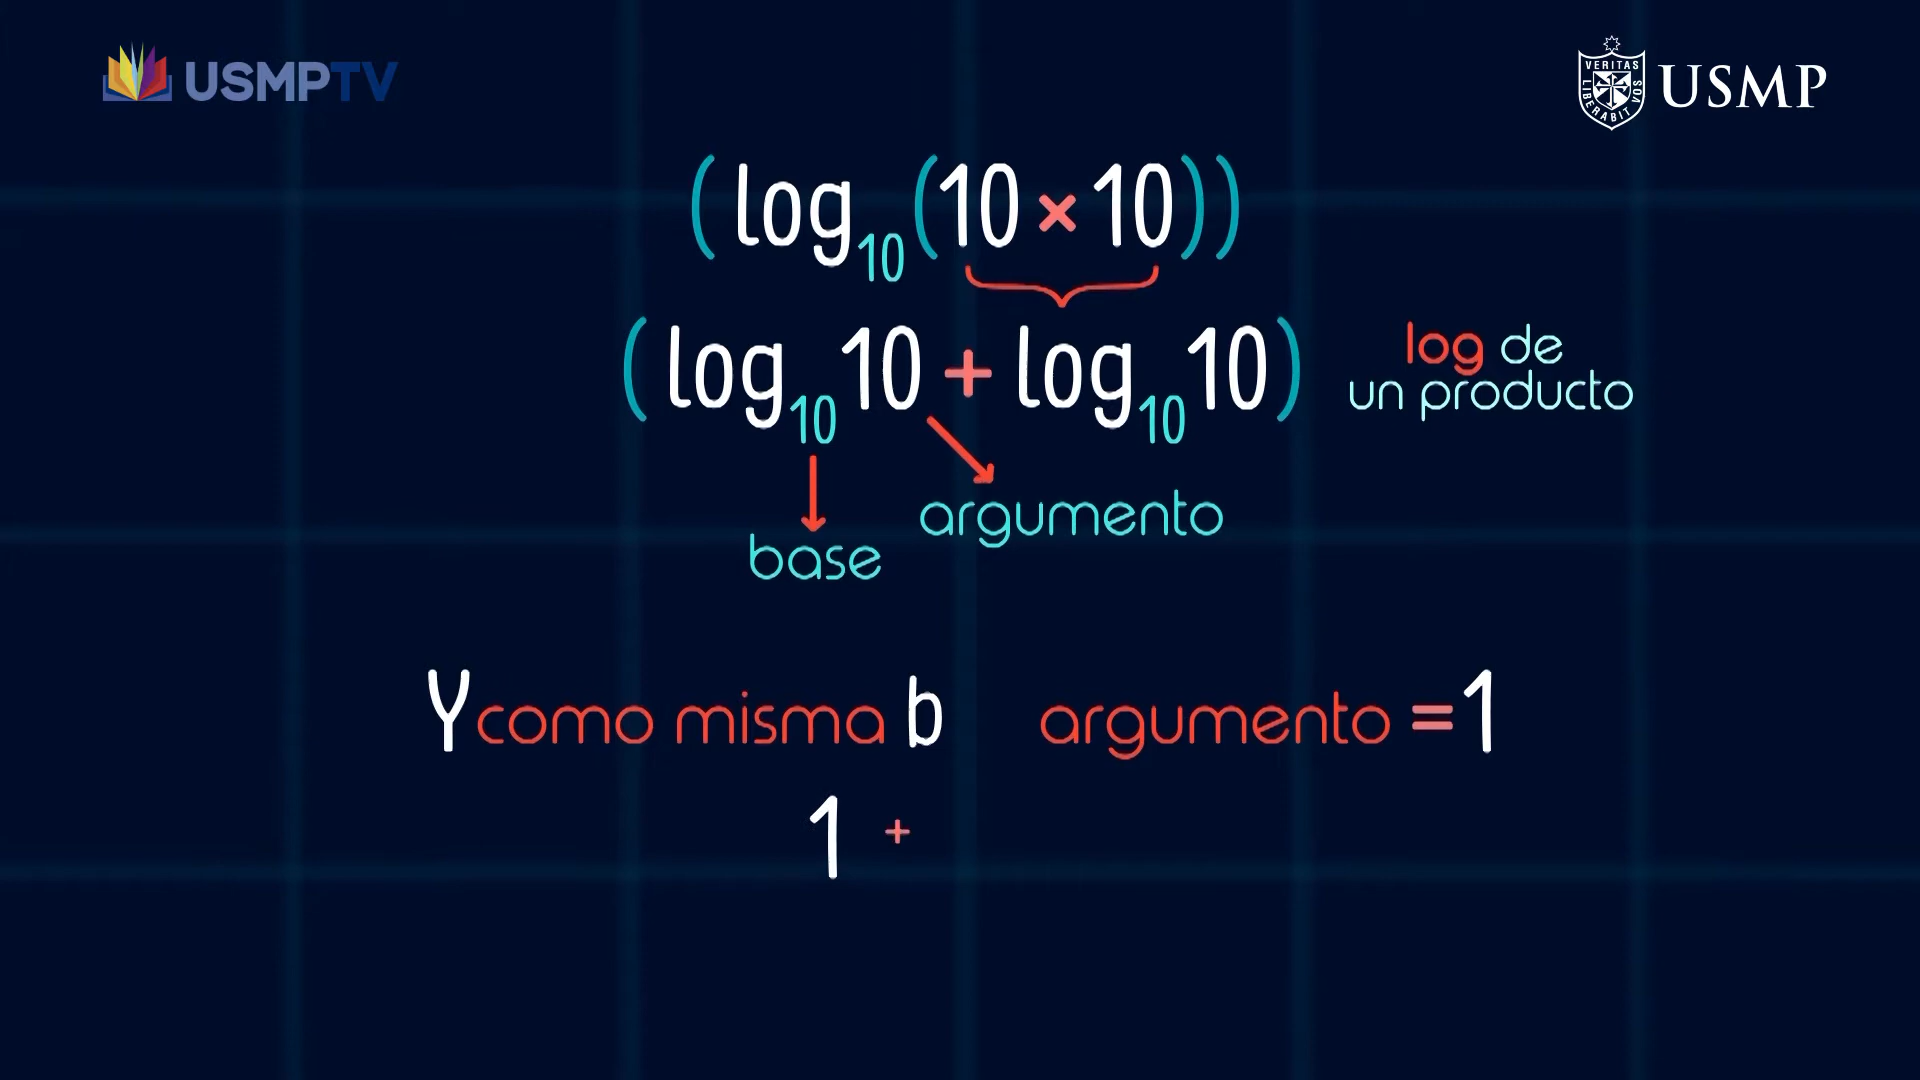 USMPTV
VERITAS LIBERABIT VOS
USMP
(log₁₀(10×10))
(log₁₀10 + log₁₀10)
log de
un producto
argumento
base
Y como misma b argumento = 1
1 +